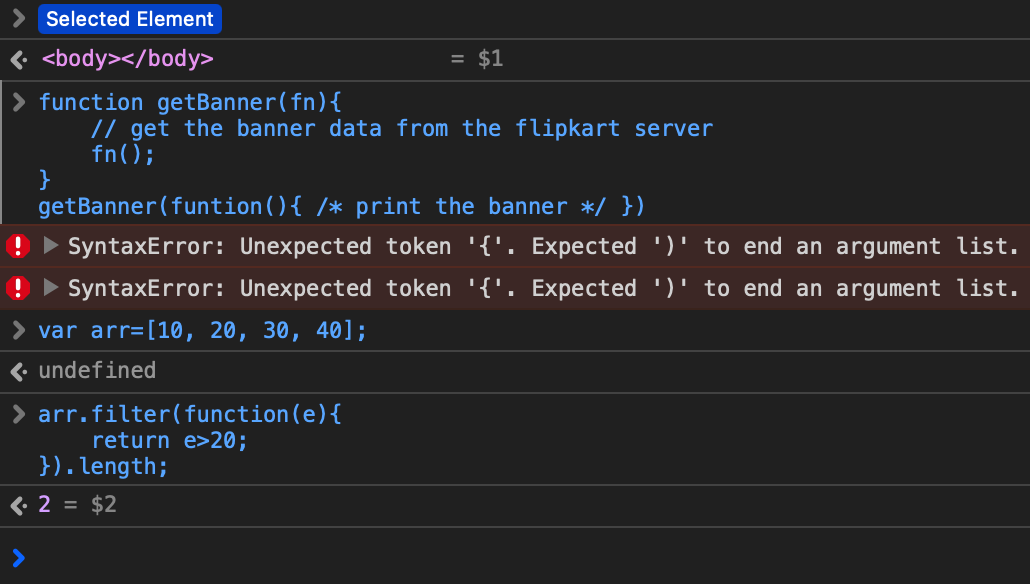 Selected Element
<body></body> = $1
function getBanner(fn){
    // get the banner data from the flipkart server
    fn();
}
getBanner(funtion(){ /* print the banner */ })
SyntaxError: Unexpected token '{'. Expected ')' to end an argument list.
SyntaxError: Unexpected token '{'. Expected ')' to end an argument list.
var arr=[10, 20, 30, 40];
undefined
arr.filter(function(e){
    return e>20;
}).length;
2 = $2